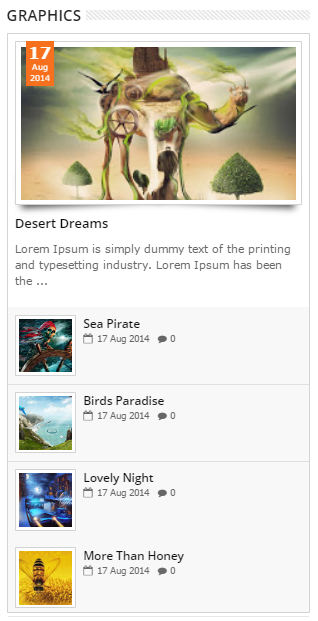 GRAPHICS
17
Aug
2014
Desert Dreams
Lorem Ipsum is simply dummy text of the printing
and typesetting industry. Lorem Ipsum has been
the ...
Sea Pirate
17 Aug 2014 0
Birds Paradise
17 Aug 2014 0
Lovely Night
17 Aug 2014 0
More Than Honey
17 Aug 2014 0